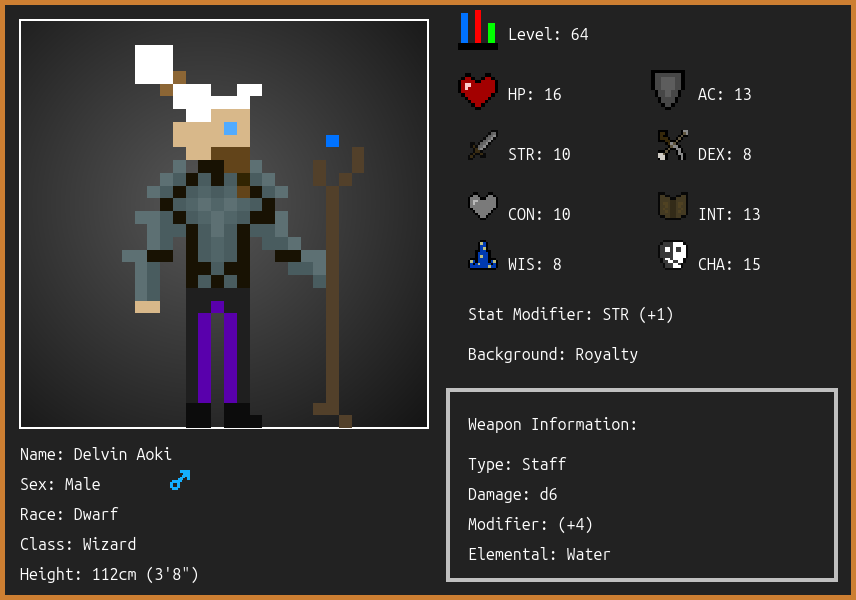 Level: 64
HP: 16
AC: 13
STR: 10
DEX: 8
CON: 10
INT: 13
WIS: 8
CHA: 15
Stat Modifier: STR (+1)
Background: Royalty
Weapon Information:
Type: Staff
Damage: d6
Modifier: (+4)
Elemental: Water
Name: Delvin Aoki
Sex: Male
Race: Dwarf
Class: Wizard
Height: 112cm (3'8")